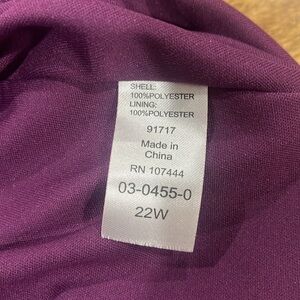 SHELL:
100%POLYESTER
LINING:
100%POLYESTER
91717
Made in
China
RN 107444
03-0455-0
22W